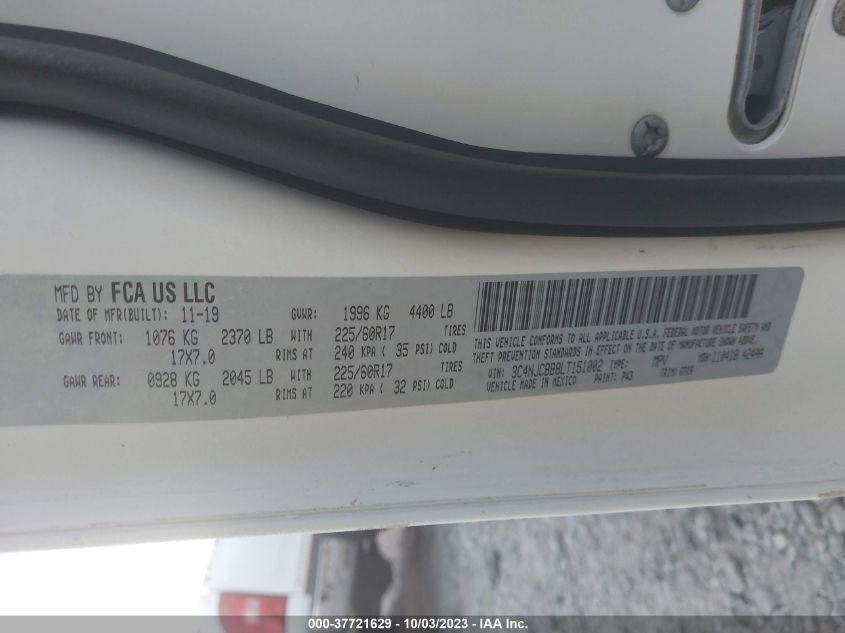 MFD BY FCA US LLC
DATE OF MFR(BUILT): 11-19 GVWR: 1996 KG 4400 LB
GAWR FRONT: 1076 KG 2370 LB WITH 225/60R17 TIRES
17X7.0 RIMS AT 240 KPA ( 35 PSI) COLD
GAWR REAR: 0928 KG 2045 LB WITH 225/60R17 TIRES
17X7.0 RIMS AT 220 KPA ( 32 PSI) COLD
THIS VEHICLE CONFORMS TO ALL APPLICABLE U.S.A. FEDERAL MOTOR VEHICLE SAFETY AND
THEFT PREVENTION STANDARDS IN EFFECT ON THE DATE OF MANUFACTURE SHOWN ABOVE.
VIN: 3C4NJCBB8LT151002 TYPE: MPV MDH:
VEHICLE MADE IN MEXICO PAINT: PW3 TRIM:
000-37721629 - 10/03/2023 - IAA Inc.